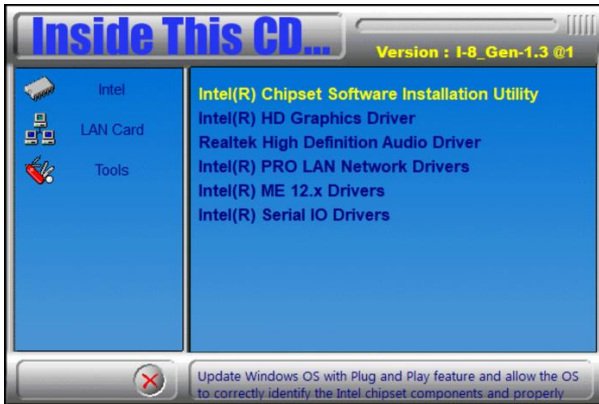 Inside This CD...
Version : I-8_Gen-1.3 @1
Intel
LAN Card
Tools
Intel(R) Chipset Software Installation Utility
Intel(R) HD Graphics Driver
Realtek High Definition Audio Driver
Intel(R) PRO LAN Network Drivers
Intel(R) ME 12.x Drivers
Intel(R) Serial IO Drivers
Update Windows OS with Plug and Play feature and allow the OS
to correctly identify the Intel chipset components and properly